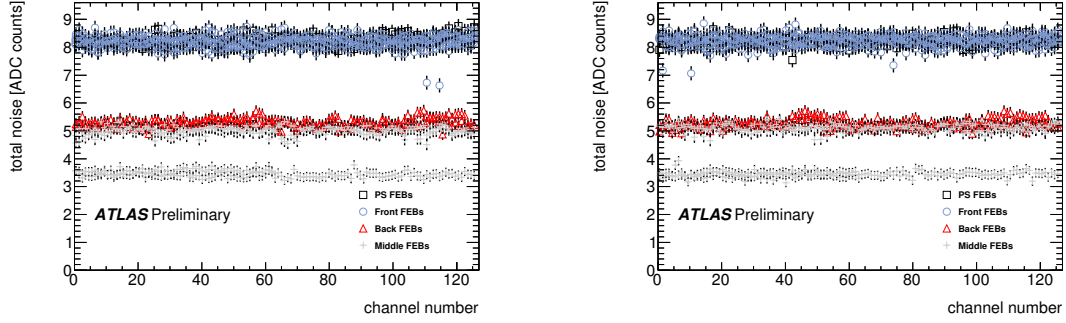 total noise [ADC counts]
9
8
7
6
5
4
3
2
1
0
ATLAS Preliminary
PS FEBs
Front FEBs
Back FEBs
Middle FEBs
0 20 40 60 80 100 120
channel number
total noise [ADC counts]
9
8
7
6
5
4
3
2
1
0
ATLAS Preliminary
PS FEBs
Front FEBs
Back FEBs
Middle FEBs
0 20 40 60 80 100 120
channel number